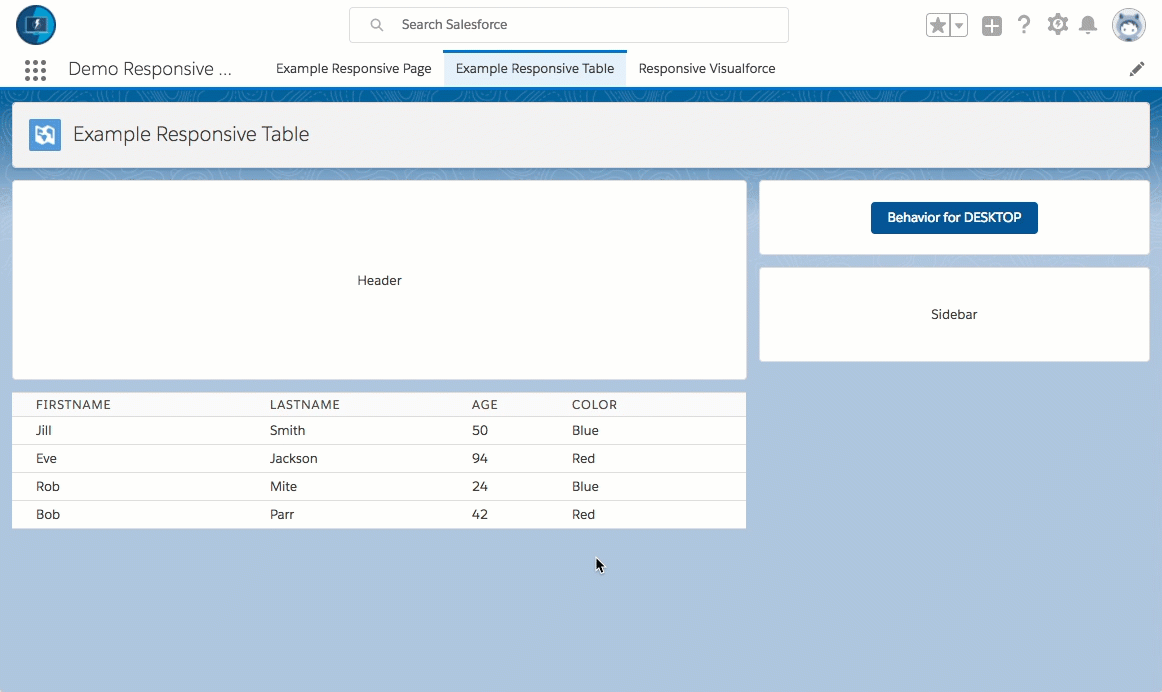 Search Salesforce
Demo Responsive ...
Example Responsive Page
Example Responsive Table
Responsive Visualforce
Example Responsive Table
Header
Behavior for DESKTOP
Sidebar
FIRSTNAME LASTNAME AGE COLOR
Jill Smith 50 Blue
Eve Jackson 94 Red
Rob Mite 24 Blue
Bob Parr 42 Red